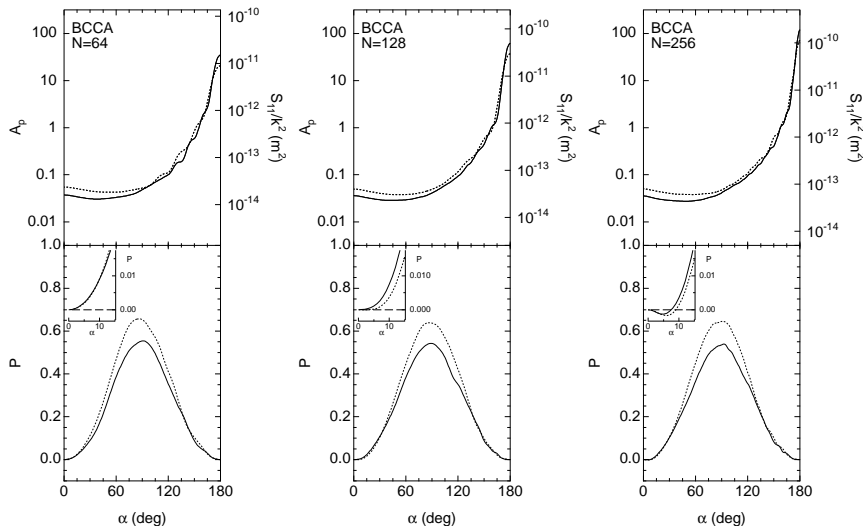 BCCA
N=64
100
10
1
0.1
0.01
A_p
10^-11
10^-12
10^-13
10^-14
S_11/k^2 (m^2)
BCCA
N=128
100
10
1
0.1
0.01
A_p
10^-10
10^-11
10^-12
10^-13
10^-14
S_11/k^2 (m^2)
BCCA
N=256
100
10
1
0.1
0.01
A_p
10^-10
10^-11
10^-12
10^-13
10^-14
S_11/k^2 (m^2)
1.0
0.8
0.6
0.4
0.2
0.0
P
P
0.01
0.00
0 10
α
0 60 120 180
α (deg)
1.0
0.8
0.6
0.4
0.2
0.0
P
P
0.010
0.000
0 10
α
0 60 120 180
α (deg)
1.0
0.8
0.6
0.4
0.2
0.0
P
P
0.01
0.00
0 10
α
0 60 120 180
α (deg)